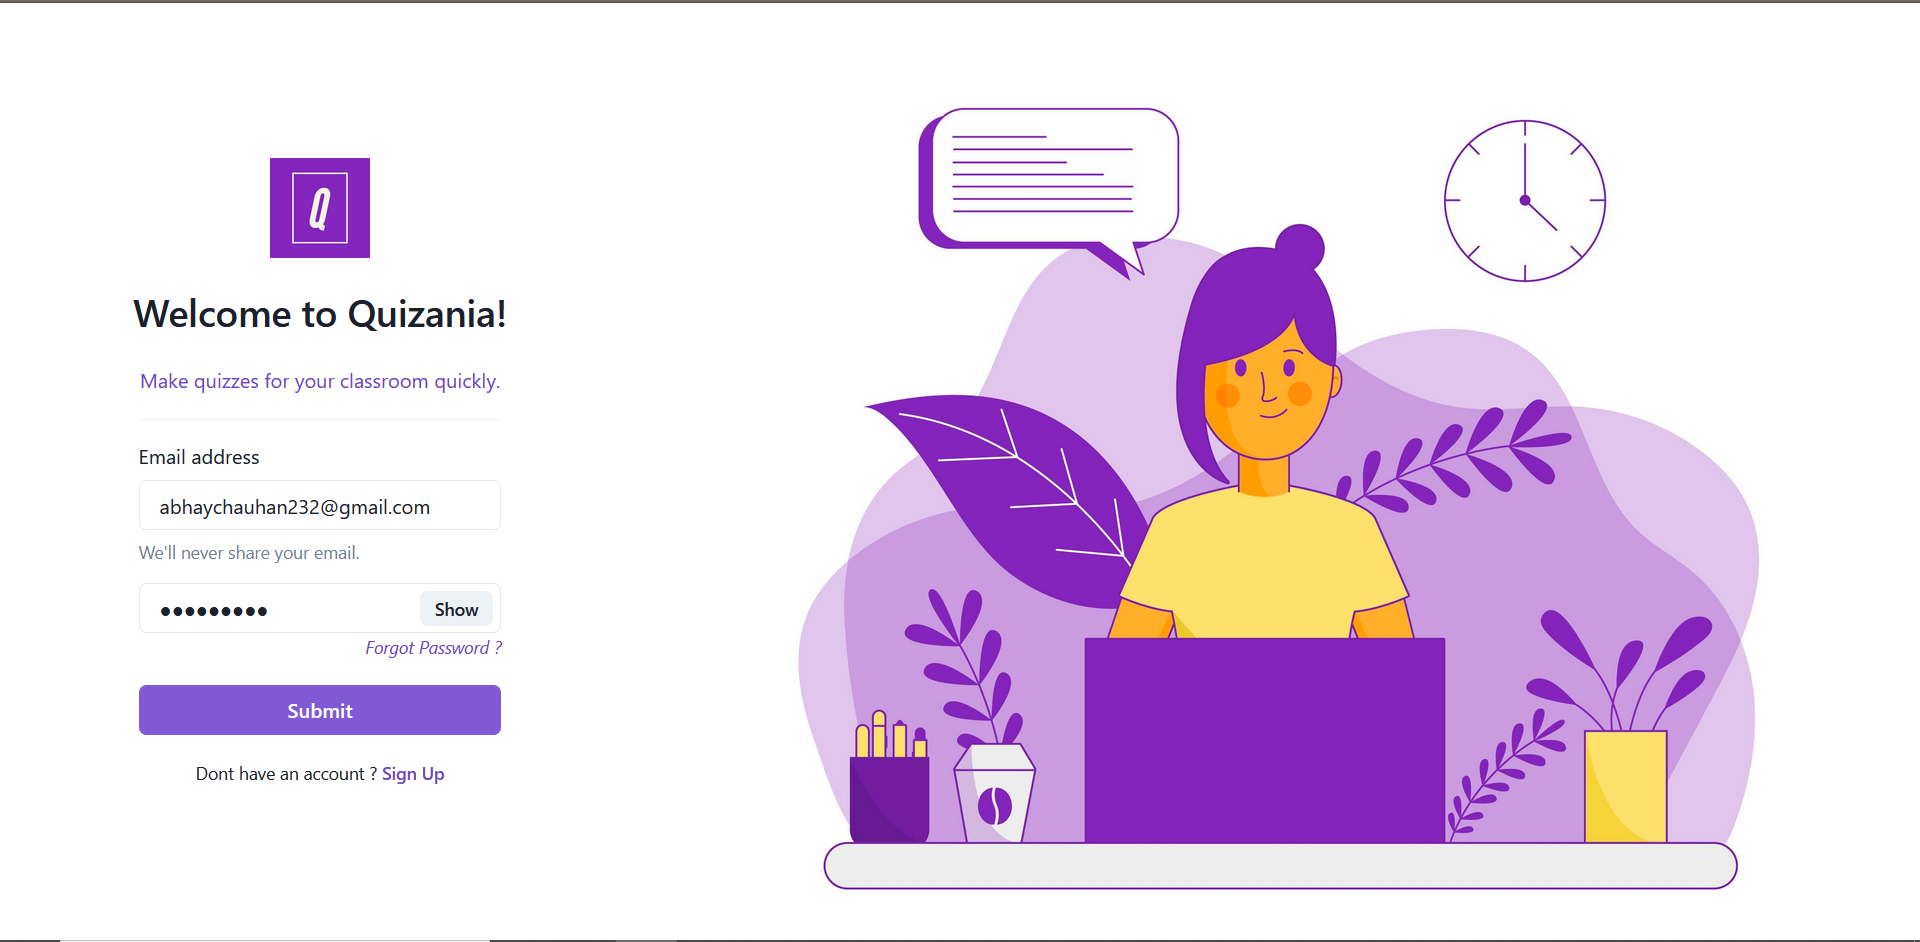 Q
Welcome to Quizania!
Make quizzes for your classroom quickly.
Email address
abhaychauhan232@gmail.com
We'll never share your email.
●●●●●●●●● Show
Forgot Password ?
Submit
Dont have an account ? Sign Up